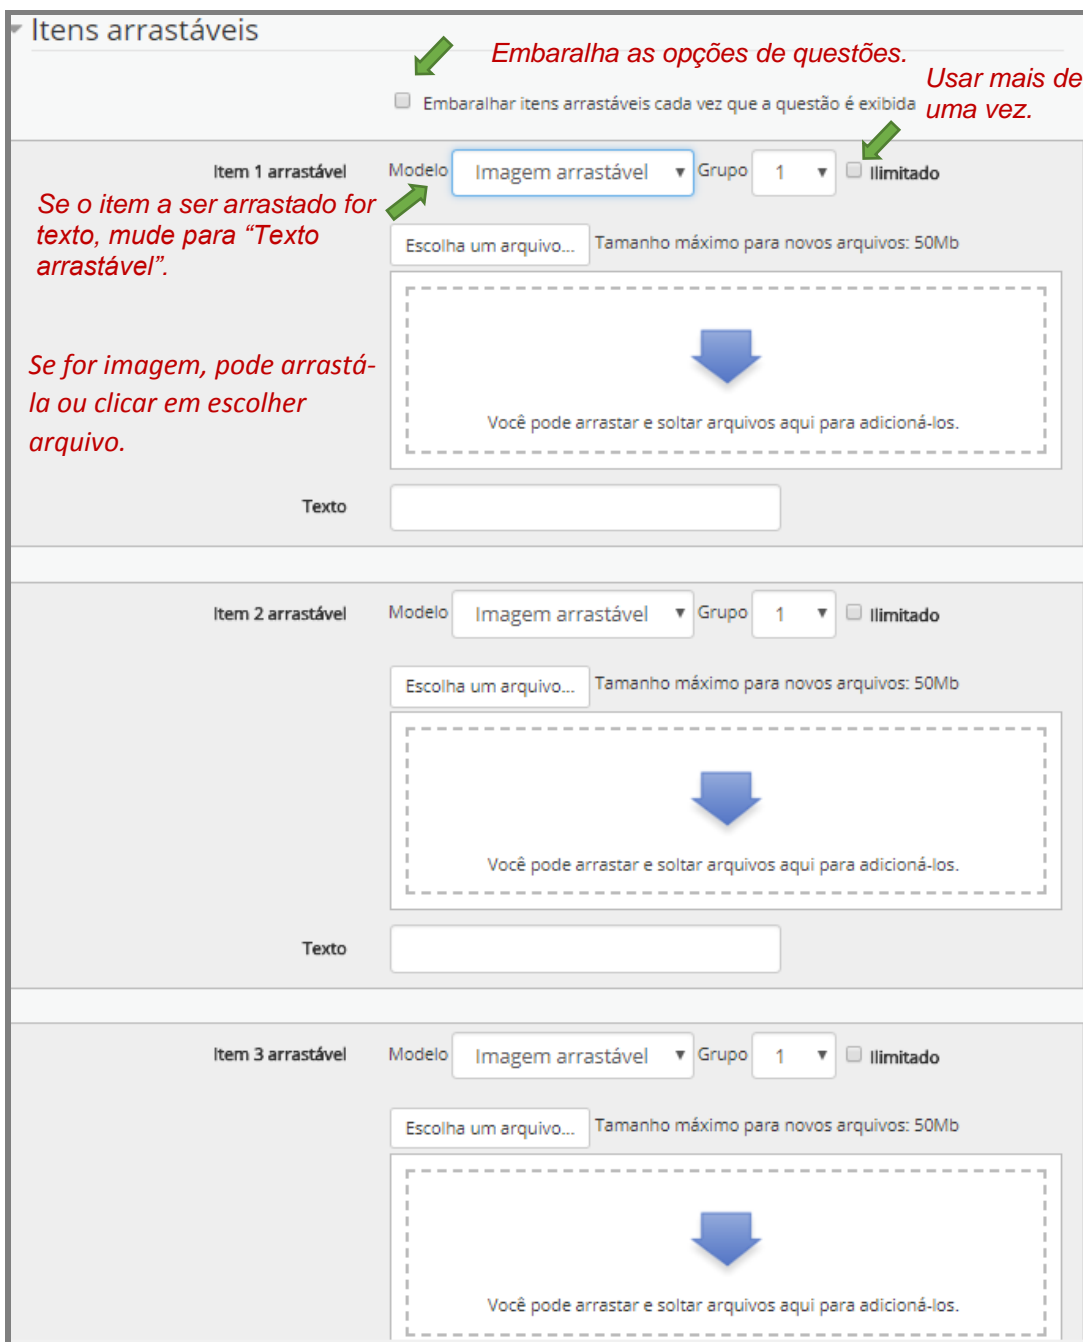 Itens arrastáveis
Embaralha as opções de questões.
Usar mais de
uma vez.
Embaralhar itens arrastáveis cada vez que a questão é exibida
Item 1 arrastável Modelo Imagem arrastável Grupo 1 Ilimitado
Se o item a ser arrastado for
texto, mude para “Texto
arrastável”.
Escolha um arquivo... Tamanho máximo para novos arquivos: 50Mb
Se for imagem, pode arrastá-
la ou clicar em escolher
arquivo.
Você pode arrastar e soltar arquivos aqui para adicioná-los.
Texto
Item 2 arrastável Modelo Imagem arrastável Grupo 1 Ilimitado
Escolha um arquivo... Tamanho máximo para novos arquivos: 50Mb
Você pode arrastar e soltar arquivos aqui para adicioná-los.
Texto
Item 3 arrastável Modelo Imagem arrastável Grupo 1 Ilimitado
Escolha um arquivo... Tamanho máximo para novos arquivos: 50Mb
Você pode arrastar e soltar arquivos aqui para adicioná-los.